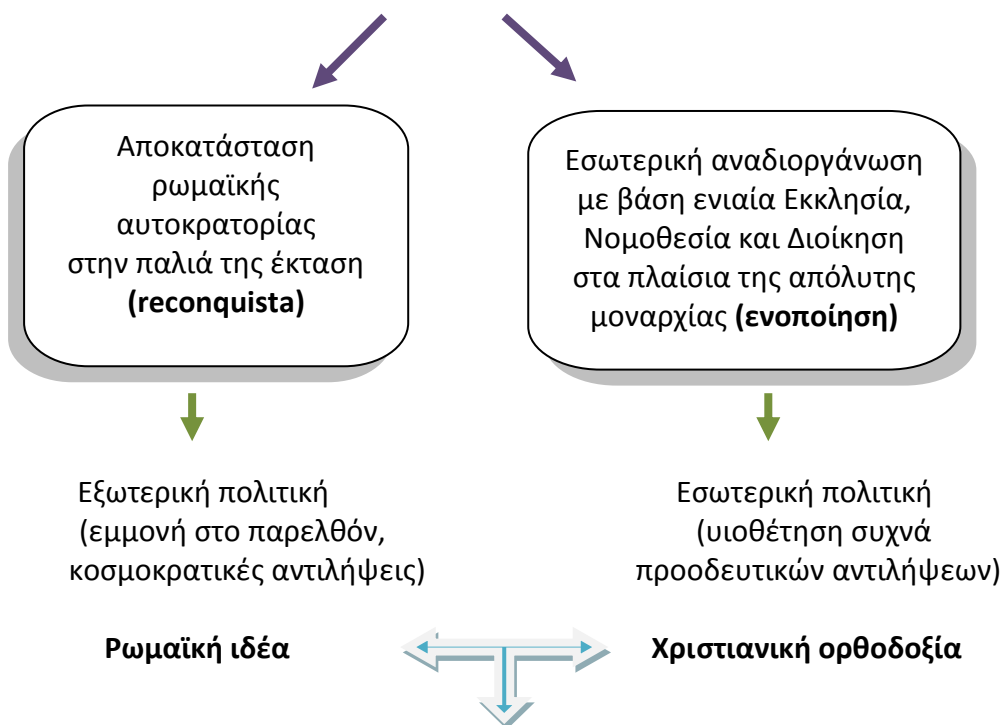 Αποκατάσταση
ρωμαϊκής
αυτοκρατορίας
στην παλιά της έκταση
(reconquista)
Εσωτερική αναδιοργάνωση
με βάση ενιαία Εκκλησία,
Νομοθεσία και Διοίκηση
στα πλαίσια της απόλυτης
μοναρχίας (ενοποίηση)
Εξωτερική πολιτική
(εμμονή στο παρελθόν,
κοσμοκρατικές αντιλήψεις)
Εσωτερική πολιτική
(υιοθέτηση συχνά
προοδευτικών αντιλήψεων)
Ρωμαϊκή ιδέα
Χριστιανική ορθοδοξία